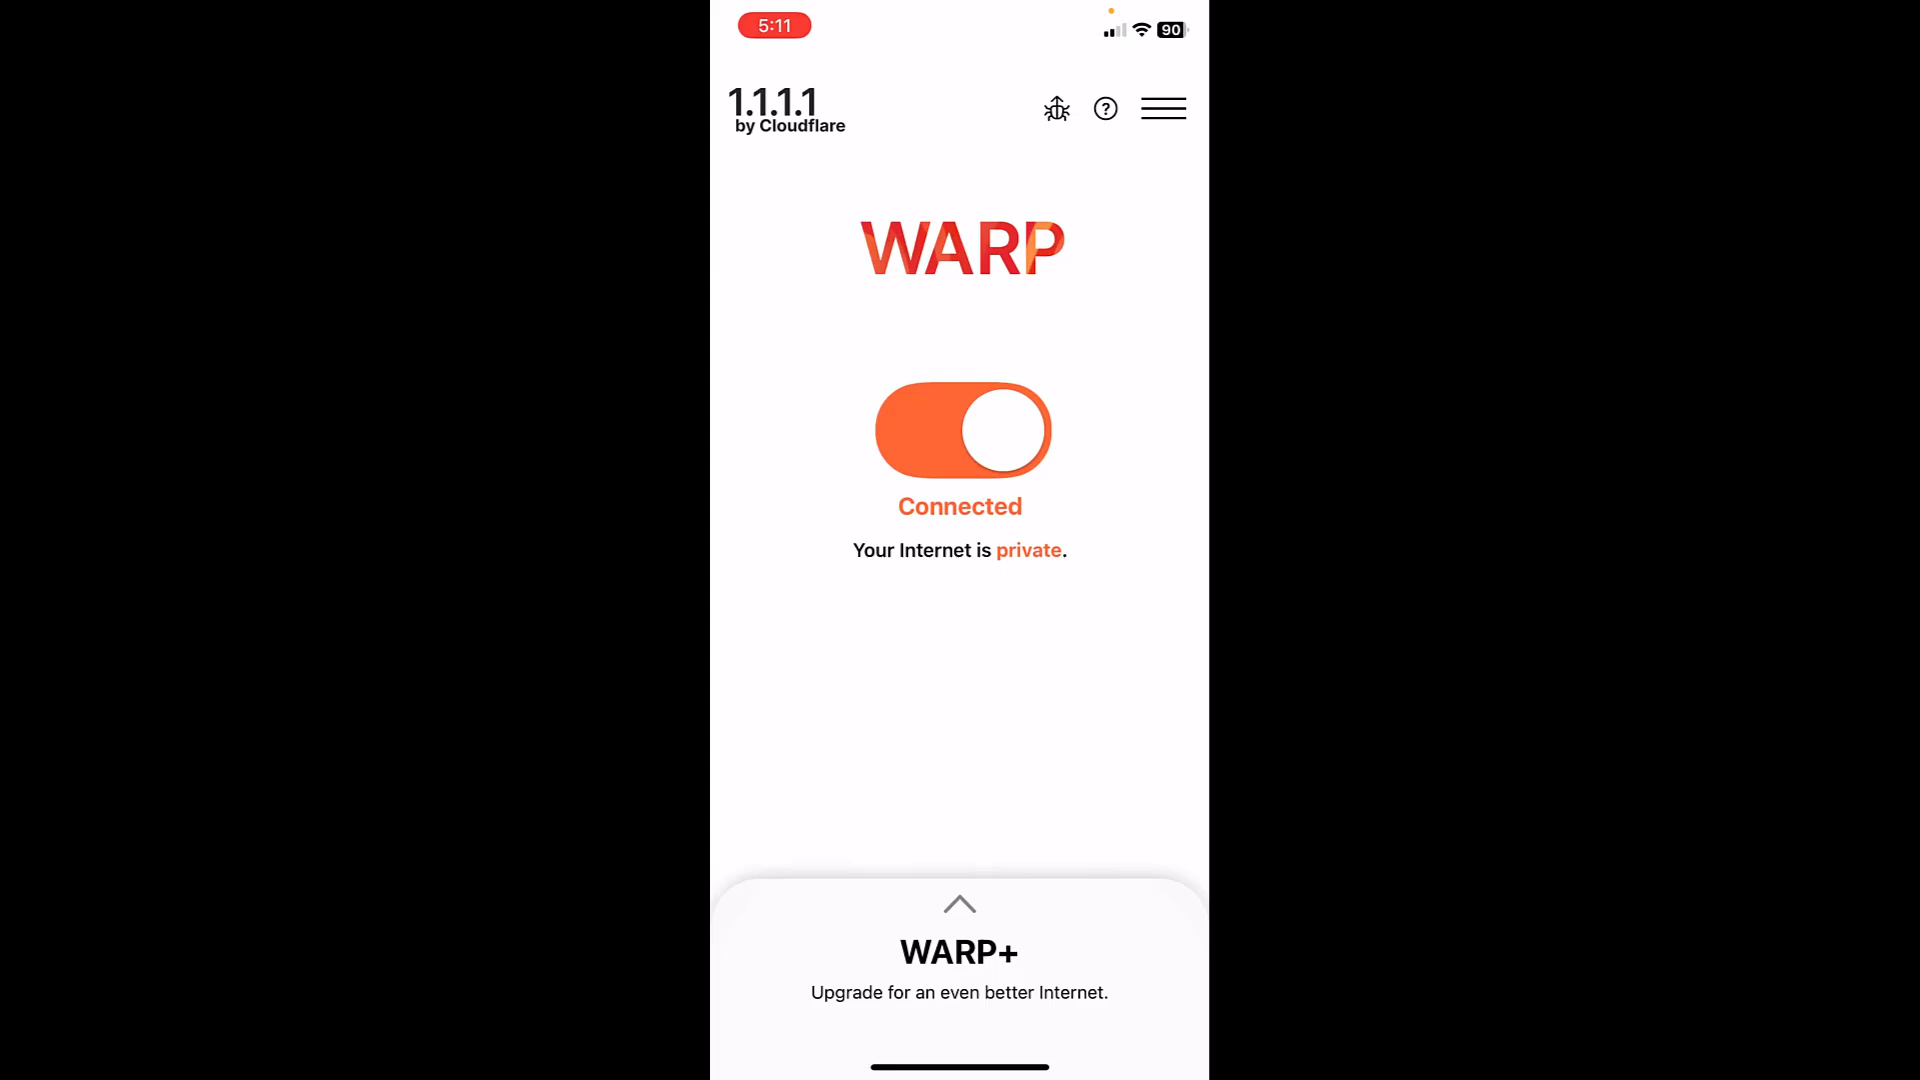 5:11
90
1.1.1.1
by Cloudflare
?
WARP
Connected
Your Internet is private.
WARP+
Upgrade for an even better Internet.